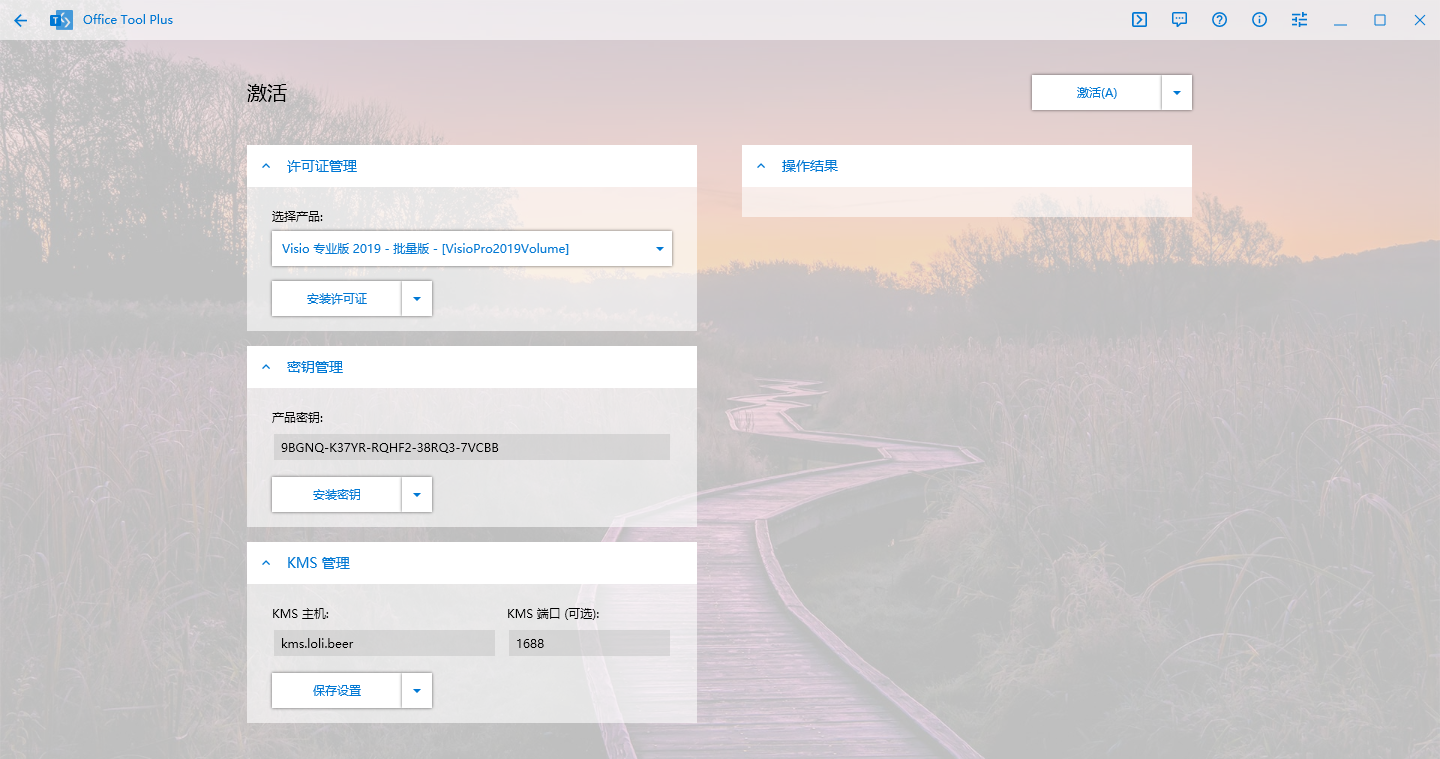 Office Tool Plus
激活
激活(A)
许可证管理
选择产品:
Visio 专业版 2019 - 批量版 - [VisioPro2019Volume]
安装许可证
密钥管理
产品密钥:
9BGNQ-K37YR-RQHF2-38RQ3-7VCBB
安装密钥
KMS 管理
KMS 主机:
KMS 端口 (可选):
kms.loli.beer
1688
保存设置
操作结果